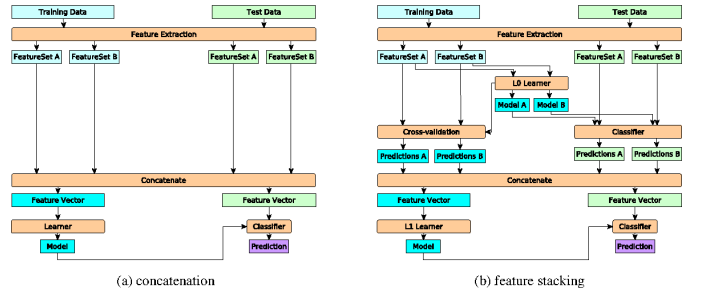 Training Data
Test Data
Feature Extraction
FeatureSet A
FeatureSet B
FeatureSet A
FeatureSet B
Concatenate
Feature Vector
Feature Vector
Learner
Classifier
Model
Prediction
(a) concatenation
Training Data
Test Data
Feature Extraction
FeatureSet A
FeatureSet B
FeatureSet A
FeatureSet B
L0 Learner
Model A
Model B
Cross-validation
Classifier
Predictions A
Predictions B
Predictions A
Predictions B
Concatenate
Feature Vector
Feature Vector
L1 Learner
Classifier
Model
Prediction
(b) feature stacking